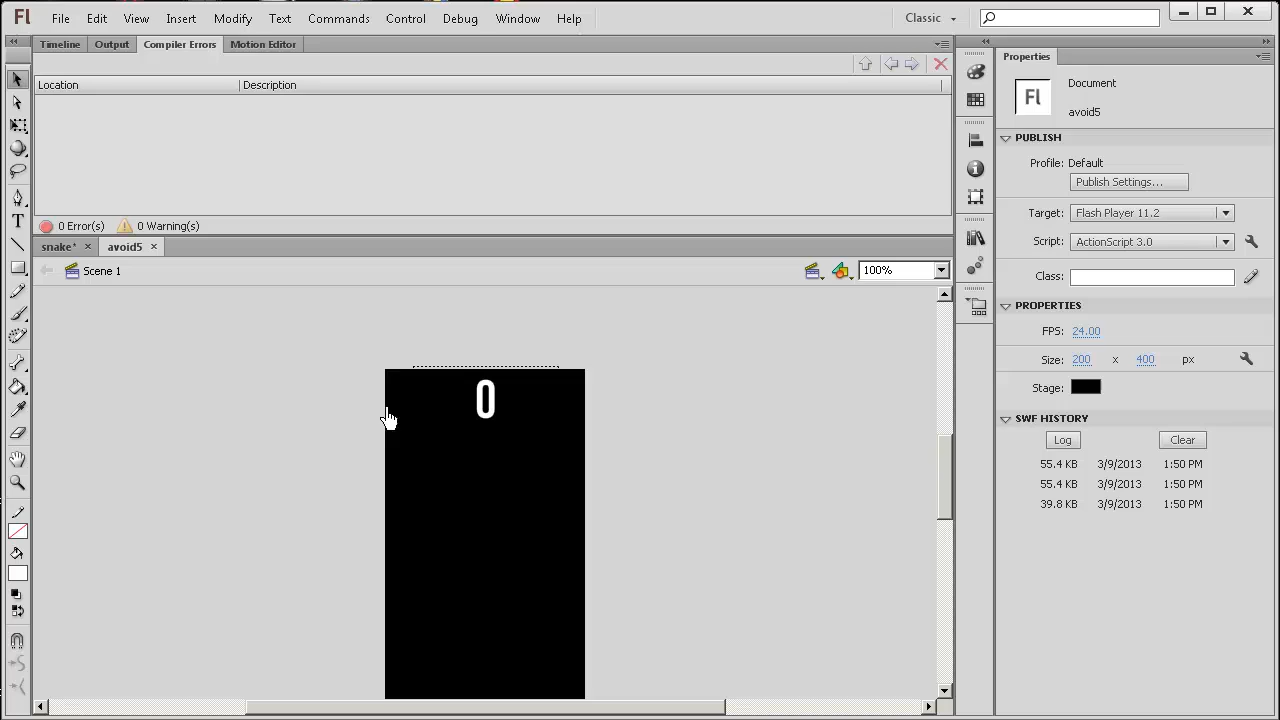 Fl File Edit View Insert Modify Text Commands Control Debug Window Help Classic
Timeline Output Compiler Errors Motion Editor
Location Description
0 Error(s) 0 Warning(s)
snake* avoid5
Scene 1 100%
0
Properties
Fl Document
avoid5
PUBLISH
Profile: Default
Publish Settings...
Target: Flash Player 11.2
Script: ActionScript 3.0
Class:
PROPERTIES
FPS: 24.00
Size: 200 x 400 px
Stage:
SWF HISTORY
Log Clear
55.4 KB 3/9/2013 1:50 PM
55.4 KB 3/9/2013 1:50 PM
39.8 KB 3/9/2013 1:50 PM